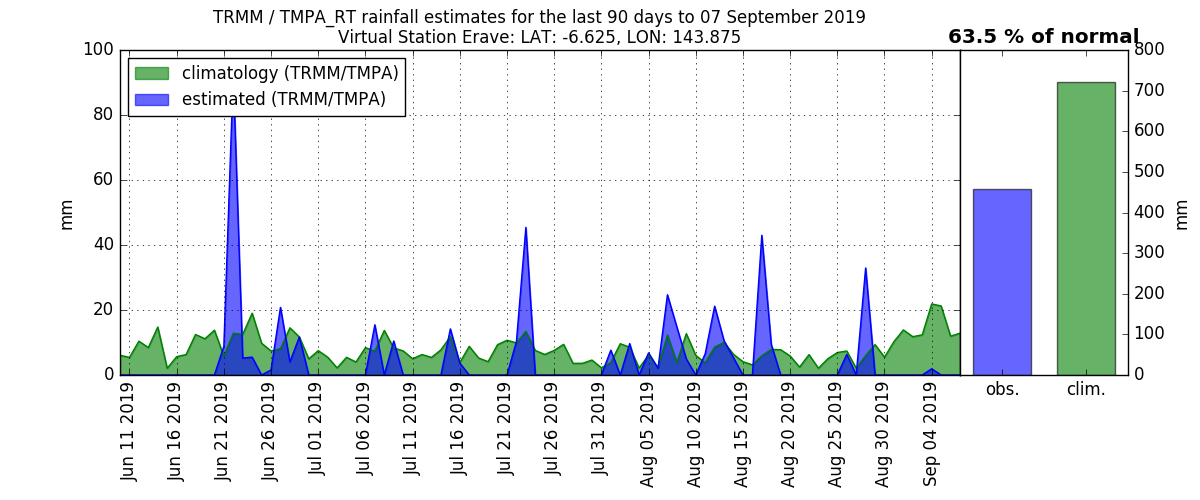 TRMM / TMPA_RT rainfall estimates for the last 90 days to 07 September 2019
Virtual Station Erave: LAT: -6.625, LON: 143.875
63.5 % of normal
climatology (TRMM/TMPA)
estimated (TRMM/TMPA)
100
80
60
40
20
0
mm
Jun 11 2019
Jun 16 2019
Jun 21 2019
Jun 26 2019
Jul 01 2019
Jul 06 2019
Jul 11 2019
Jul 16 2019
Jul 21 2019
Jul 26 2019
Jul 31 2019
Aug 05 2019
Aug 10 2019
Aug 15 2019
Aug 20 2019
Aug 25 2019
Aug 30 2019
Sep 04 2019
obs.
clim.
800
700
600
500
400
300
200
100
0
mm